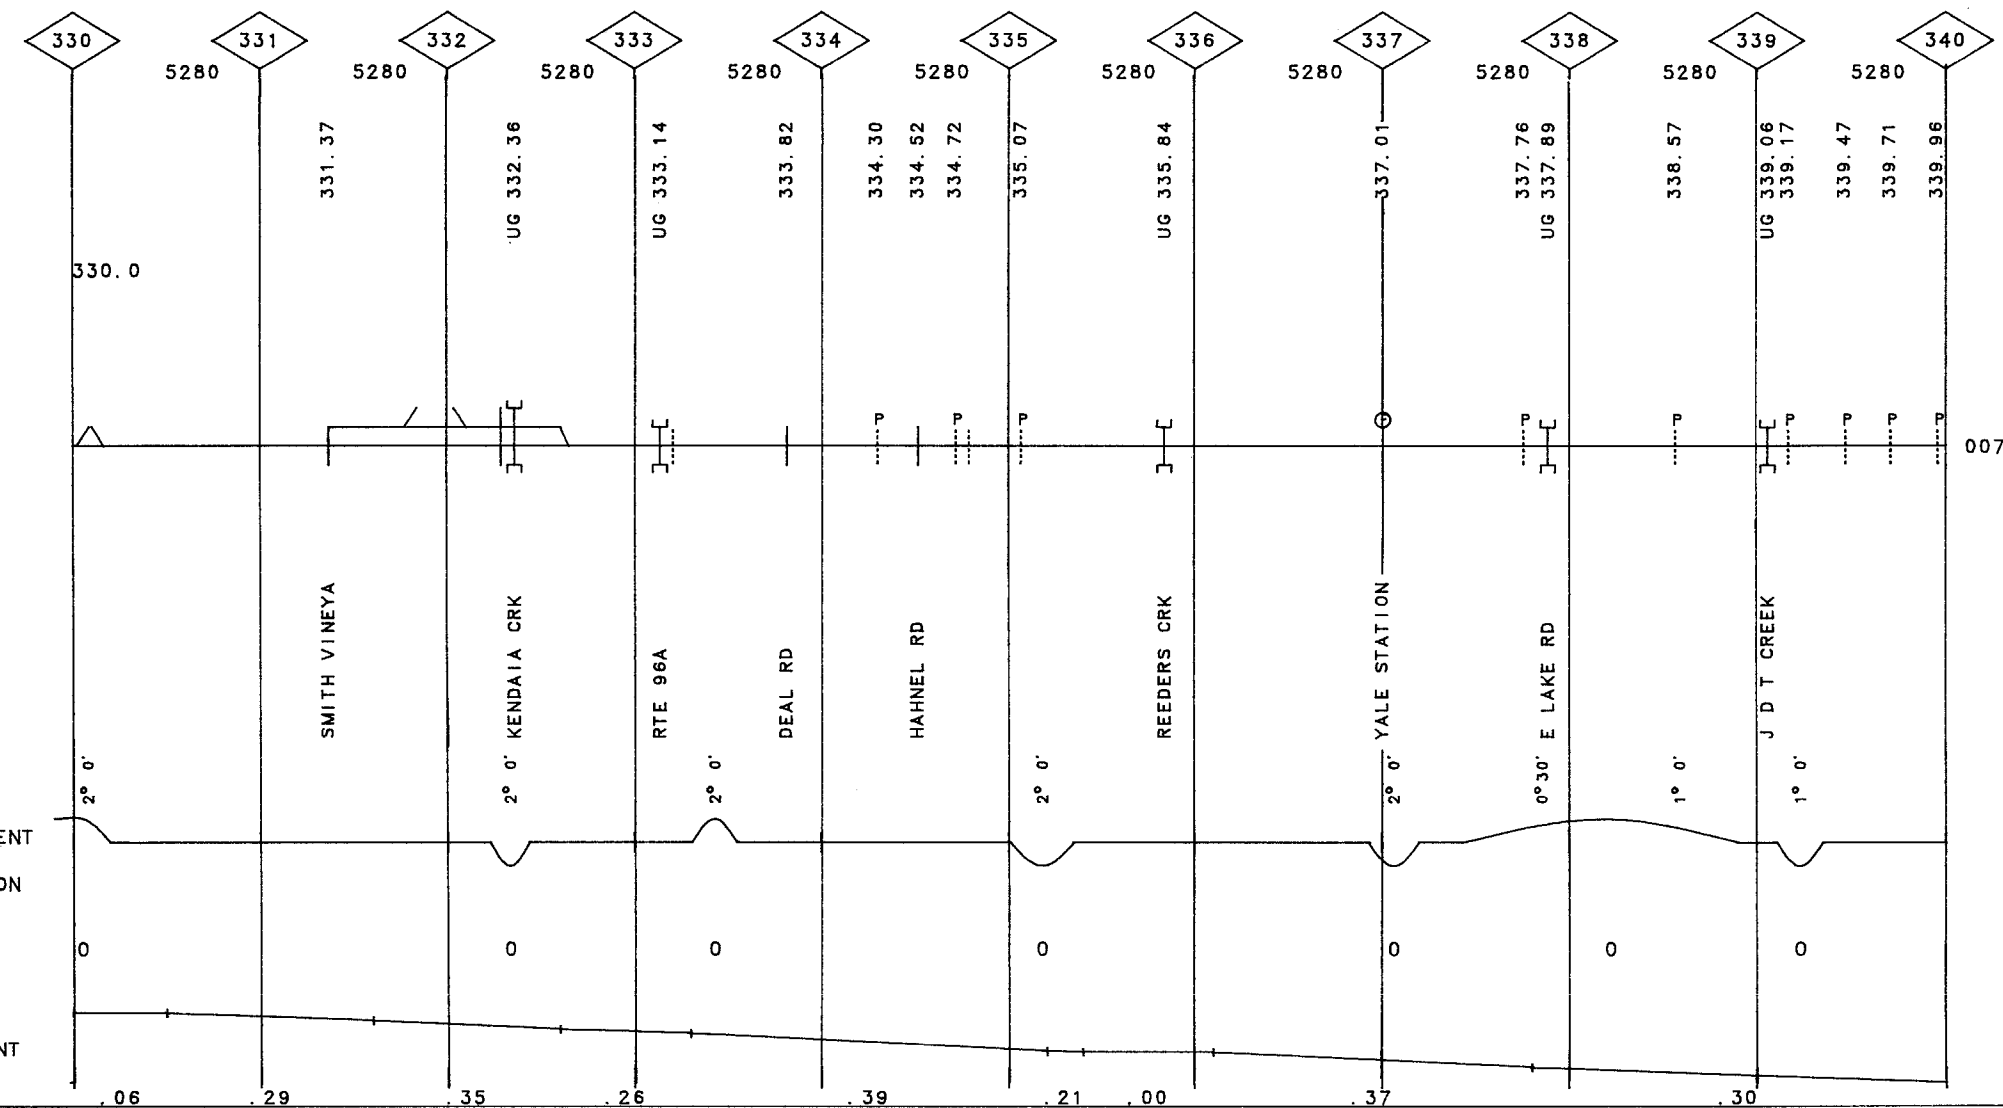 330 331 332 333 334 335 336 337 338 339 340
5280 5280 5280 5280 5280 5280 5280 5280 5280 5280
331.37
UG 332.36
UG 333.14
333.82
334.30
334.52
334.72
335.07
UG 335.84
337.01
337.76
UG 337.89
338.57
UG 339.06
339.17
339.47
339.71
339.96
330.0
P P P P P P P P P
007
SMITH VINEYA
KENDAIA CRK
RTE 96A
DEAL RD
HAHNEL RD
REEDERS CRK
YALE STATION
E LAKE RD
J D T CREEK
2° 0' 2° 0' 2° 0' 2° 0' 2° 0' 0°30' 1° 0' 1° 0'
ENT
ON
0 0 0 0 0 0 0
NT
.06 .29 .35 .26 .39 .21 .00 .37 .30